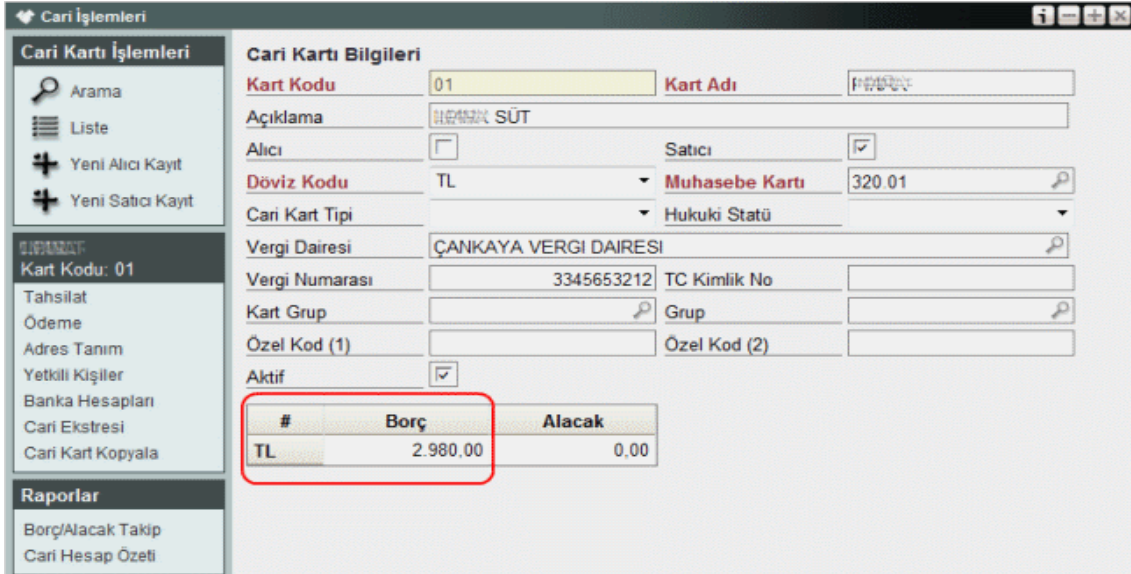 Cari İşlemleri
Cari Kartı İşlemleri
Arama
Liste
Yeni Alıcı Kayıt
Yeni Satıcı Kayıt
Kart Kodu: 01
Tahsilat
Ödeme
Adres Tanım
Yetkili Kişiler
Banka Hesapları
Cari Ekstresi
Cari Kart Kopyala
Raporlar
Borç/Alacak Takip
Cari Hesap Özeti
Cari Kartı Bilgileri
Kart Kodu 01 Kart Adı
Açıklama SÜT
Alıcı Satıcı
Döviz Kodu TL Muhasebe Kartı 320.01
Cari Kart Tipi Hukuki Statü
Vergi Dairesi ÇANKAYA VERGI DAIRESI
Vergi Numarası 3345653212 TC Kimlik No
Kart Grup Grup
Özel Kod (1) Özel Kod (2)
Aktif
# Borç Alacak
TL 2.980,00 0,00